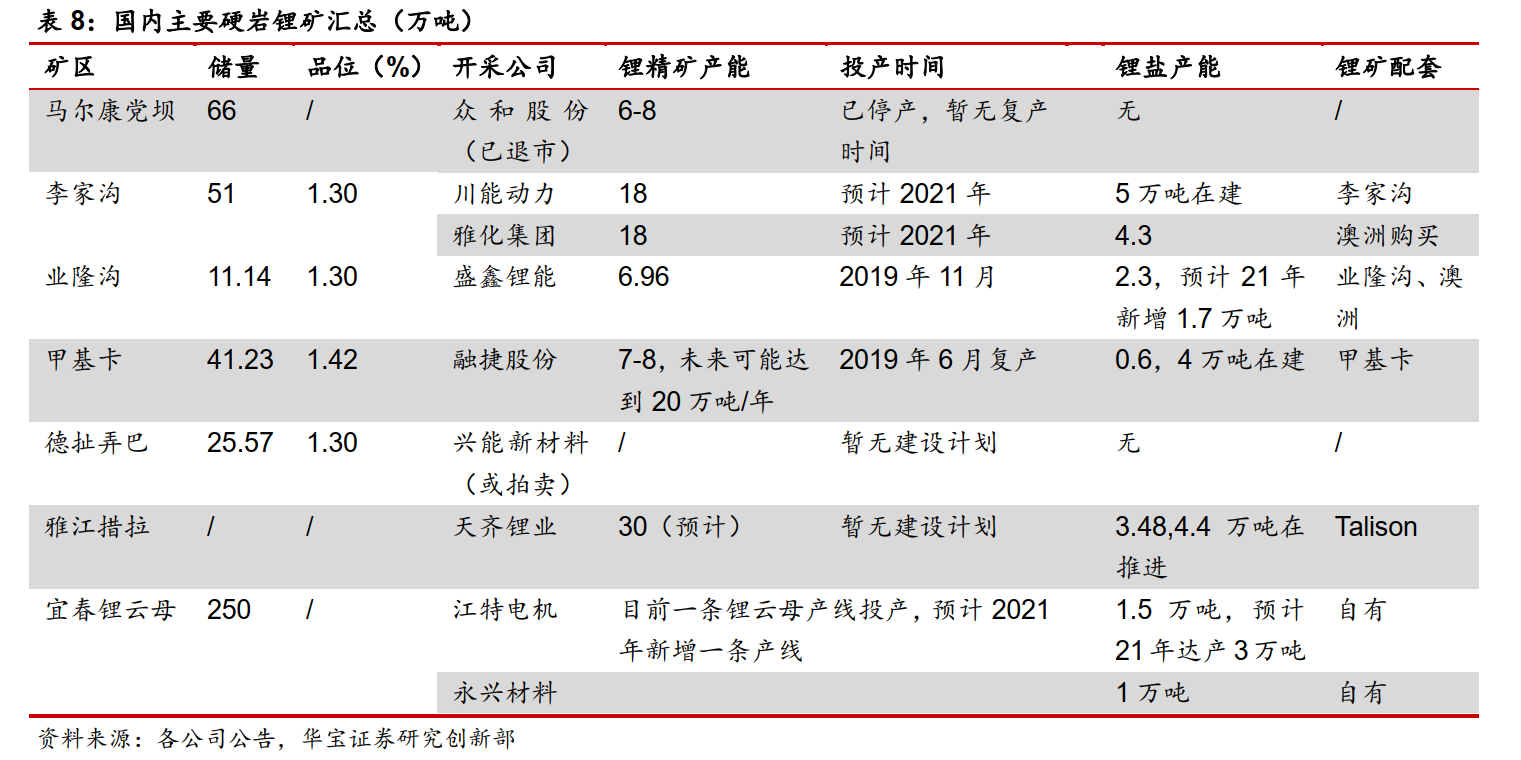 表 8：国内主要硬岩锂矿汇总（万吨）
矿区 储量 品位（%） 开采公司 锂精矿产能 投产时间 锂盐产能 锂矿配套
马尔康党坝 66 / 众和股份 6-8 已停产，暂无复产 无 /
（已退市） 时间
李家沟 51 1.30 川能动力 18 预计 2021 年 5 万吨在建 李家沟
雅化集团 18 预计 2021 年 4.3 澳洲购买
业隆沟 11.14 1.30 盛鑫锂能 6.96 2019 年 11 月 2.3，预计 21 年 业隆沟、澳
新增 1.7 万吨 洲
甲基卡 41.23 1.42 融捷股份 7-8，未来可能达 2019 年 6 月复产 0.6，4 万吨在建 甲基卡
到 20 万吨/年
德扯弄巴 25.57 1.30 兴能新材料 / 暂无建设计划 无 /
（或拍卖）
雅江措拉 / / 天齐锂业 30（预计） 暂无建设计划 3.48,4.4 万吨在 Talison
推进
宜春锂云母 250 / 江特电机 目前一条锂云母产线投产，预计 2021 1.5 万吨，预计 自有
年新增一条产线 21 年达产 3 万吨
永兴材料 1 万吨 自有
资料来源：各公司公告，华宝证券研究创新部